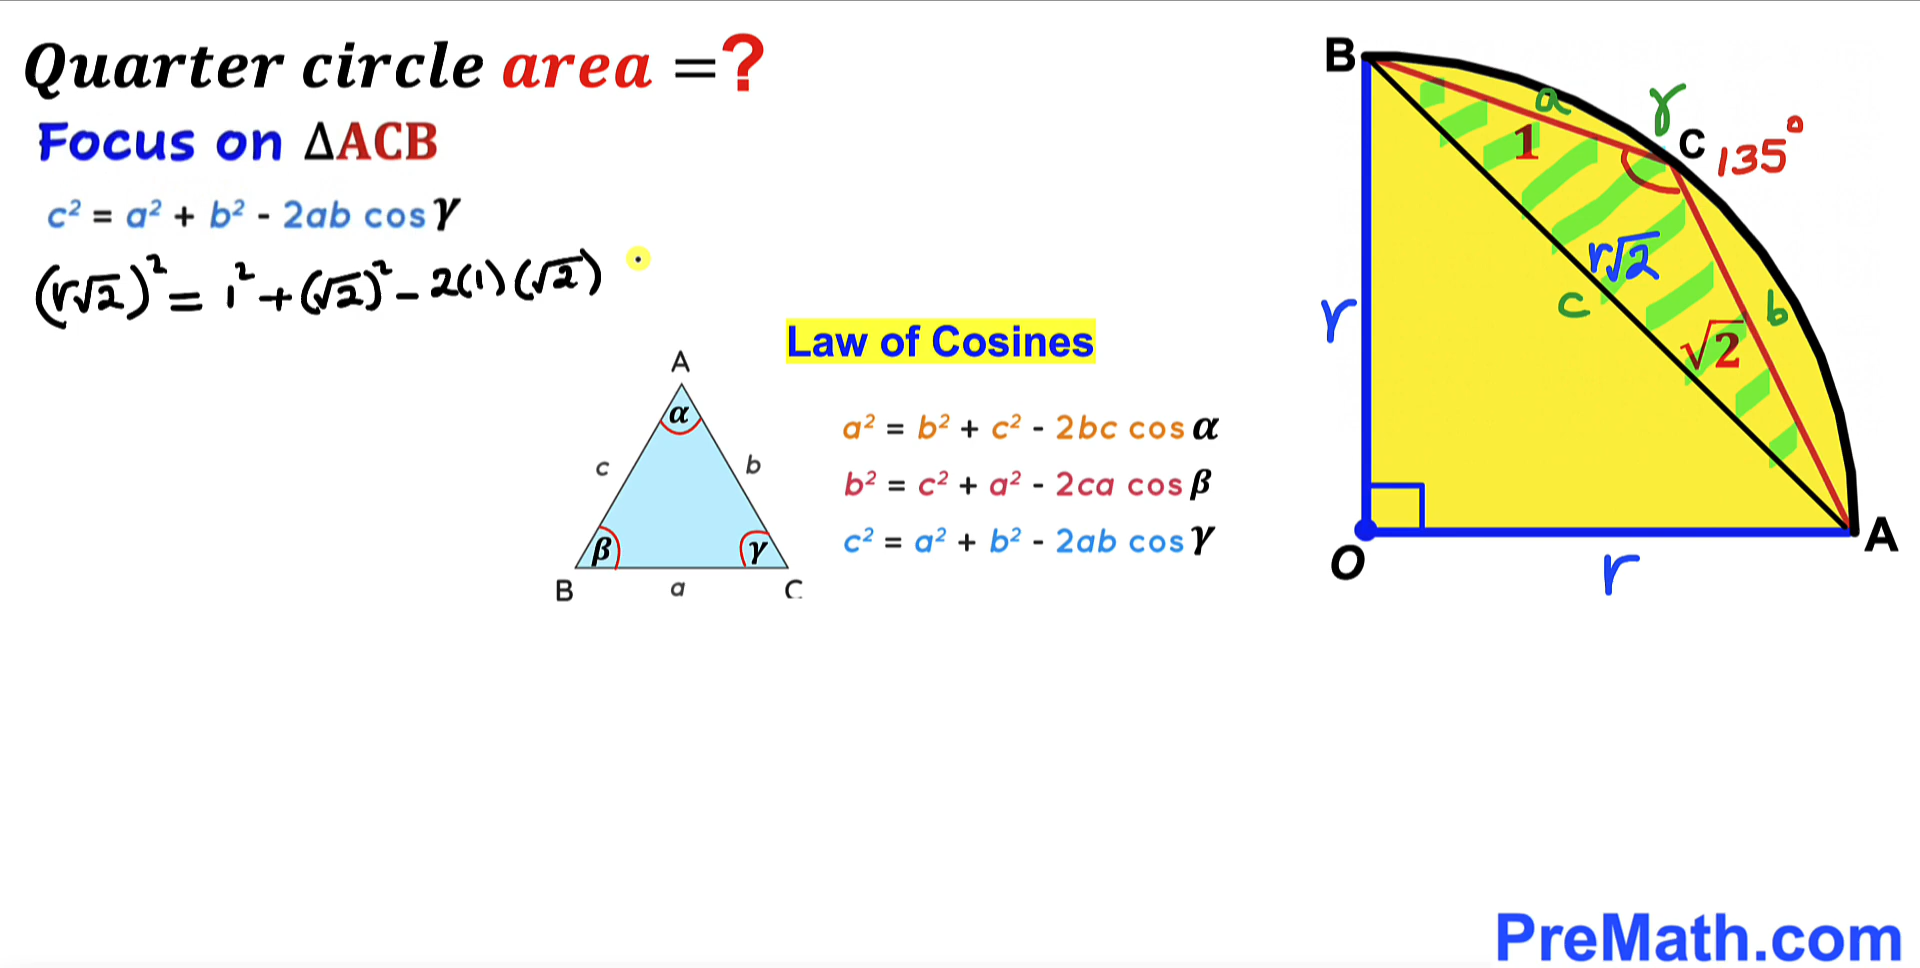 Quarter circle area =?
Focus on ΔACB
c² = a² + b² - 2ab cos γ
(r√2)² = 1² + (√2)² - 2(1)(√2)
Law of Cosines
A
α
c
b
β
γ
B
a
C
a² = b² + c² - 2bc cos α
b² = c² + a² - 2ca cos β
c² = a² + b² - 2ab cos γ
B
a
γ
C
135°
1
r√2
c
b
r
√2
O
r
A
PreMath.com